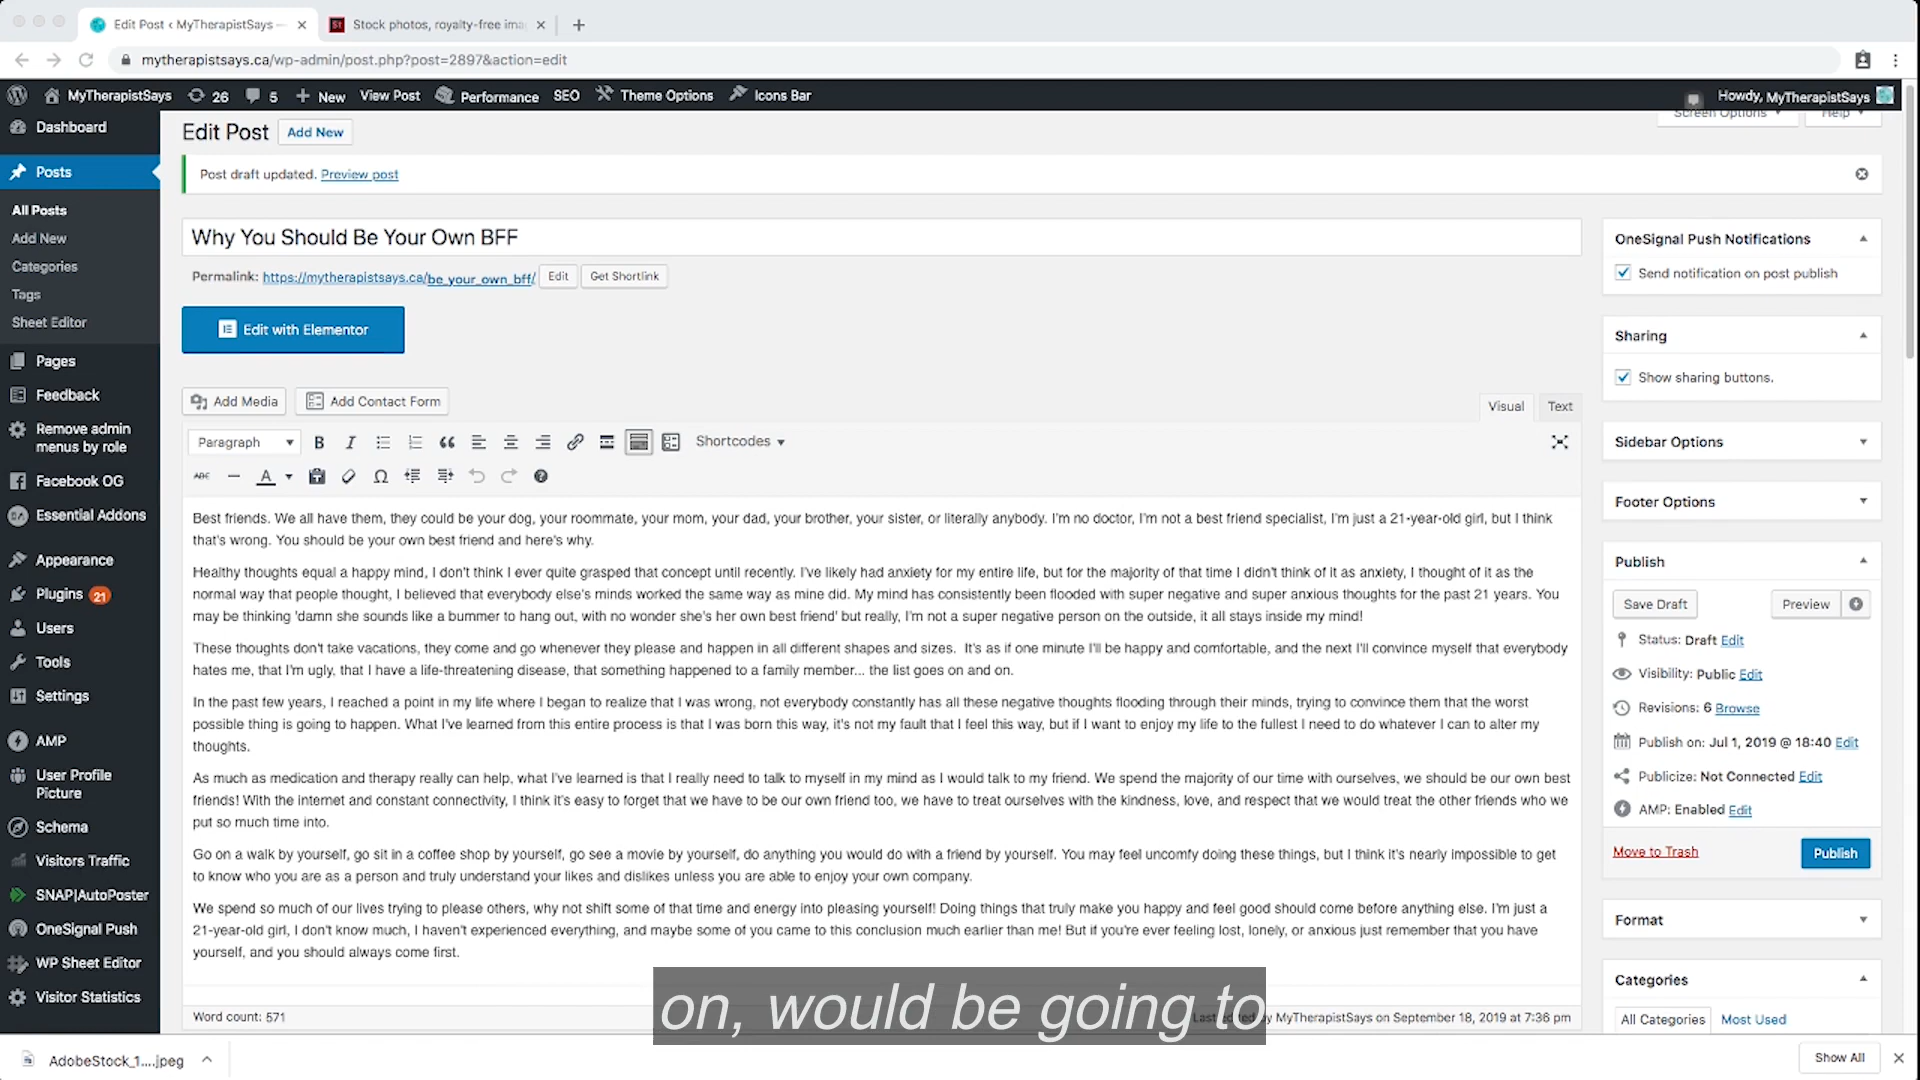 Edit Post ‹ MyTherapistSays —
Stock photos, royalty-free ima
mytherapistsays.ca/wp-admin/post.php?post=2897&action=edit
MyTherapistSays 26 5 New View Post Performance SEO Theme Options Icons Bar Howdy, MyTherapistSays
Dashboard
Posts
All Posts
Add New
Categories
Tags
Sheet Editor
Pages
Feedback
Remove admin
menus by role
Facebook OG
Essential Addons
Appearance
Plugins 21
Users
Tools
Settings
AMP
User Profile
Picture
Schema
Visitors Traffic
SNAP|AutoPoster
OneSignal Push
WP Sheet Editor
Visitor Statistics
Edit Post Add New
Screen Options Help
Post draft updated. Preview post
Why You Should Be Your Own BFF
Permalink: https://mytherapistsays.ca/be_your_own_bff/ Edit Get Shortlink
Edit with Elementor
Add Media Add Contact Form
Visual Text
Paragraph B I Shortcodes
ABC A
Best friends. We all have them, they could be your dog, your roommate, your mom, your dad, your brother, your sister, or literally anybody. I'm no doctor, I'm not a best friend specialist, I'm just a 21-year-old girl, but I think
that's wrong. You should be your own best friend and here's why.
Healthy thoughts equal a happy mind, I don't think I ever quite grasped that concept until recently. I've likely had anxiety for my entire life, but for the majority of that time I didn't think of it as anxiety, I thought of it as the
normal way that people thought, I believed that everybody else's minds worked the same way as mine did. My mind has consistently been flooded with super negative and super anxious thoughts for the past 21 years. You
may be thinking 'damn she sounds like a bummer to hang out, with no wonder she's her own best friend' but really, I'm not a super negative person on the outside, it all stays inside my mind!
These thoughts don't take vacations, they come and go whenever they please and happen in all different shapes and sizes.  It's as if one minute I'll be happy and comfortable, and the next I'll convince myself that everybody
hates me, that I'm ugly, that I have a life-threatening disease, that something happened to a family member... the list goes on and on.
In the past few years, I reached a point in my life where I began to realize that I was wrong, not everybody constantly has all these negative thoughts flooding through their minds, trying to convince them that the worst
possible thing is going to happen. What I've learned from this entire process is that I was born this way, it's not my fault that I feel this way, but if I want to enjoy my life to the fullest I need to do whatever I can to alter my
thoughts.
As much as medication and therapy really can help, what I've learned is that I really need to talk to myself in my mind as I would talk to my friend. We spend the majority of our time with ourselves, we should be our own best
friends! With the internet and constant connectivity, I think it's easy to forget that we have to be our own friend too, we have to treat ourselves with the kindness, love, and respect that we would treat the other friends who we
put so much time into.
Go on a walk by yourself, go sit in a coffee shop by yourself, go see a movie by yourself, do anything you would do with a friend by yourself. You may feel uncomfy doing these things, but I think it's nearly impossible to get
to know who you are as a person and truly understand your likes and dislikes unless you are able to enjoy your own company.
We spend so much of our lives trying to please others, why not shift some of that time and energy into pleasing yourself! Doing things that truly make you happy and feel good should come before anything else. I'm just a
21-year-old girl, I don't know much, I haven't experienced everything, and maybe some of you came to this conclusion much earlier than me! But if you're ever feeling lost, lonely, or anxious just remember that you have
yourself, and you should always come first.
Word count: 571
Last edited by MyTherapistSays on September 18, 2019 at 7:36 pm
on, would be going to
OneSignal Push Notifications
Send notification on post publish
Sharing
Show sharing buttons.
Sidebar Options
Footer Options
Publish
Save Draft Preview
Status: Draft Edit
Visibility: Public Edit
Revisions: 6 Browse
Publish on: Jul 1, 2019 @ 18:40 Edit
Publicize: Not Connected Edit
AMP: Enabled Edit
Move to Trash Publish
Format
Categories
All Categories Most Used
AdobeStock_1....jpeg
Show All